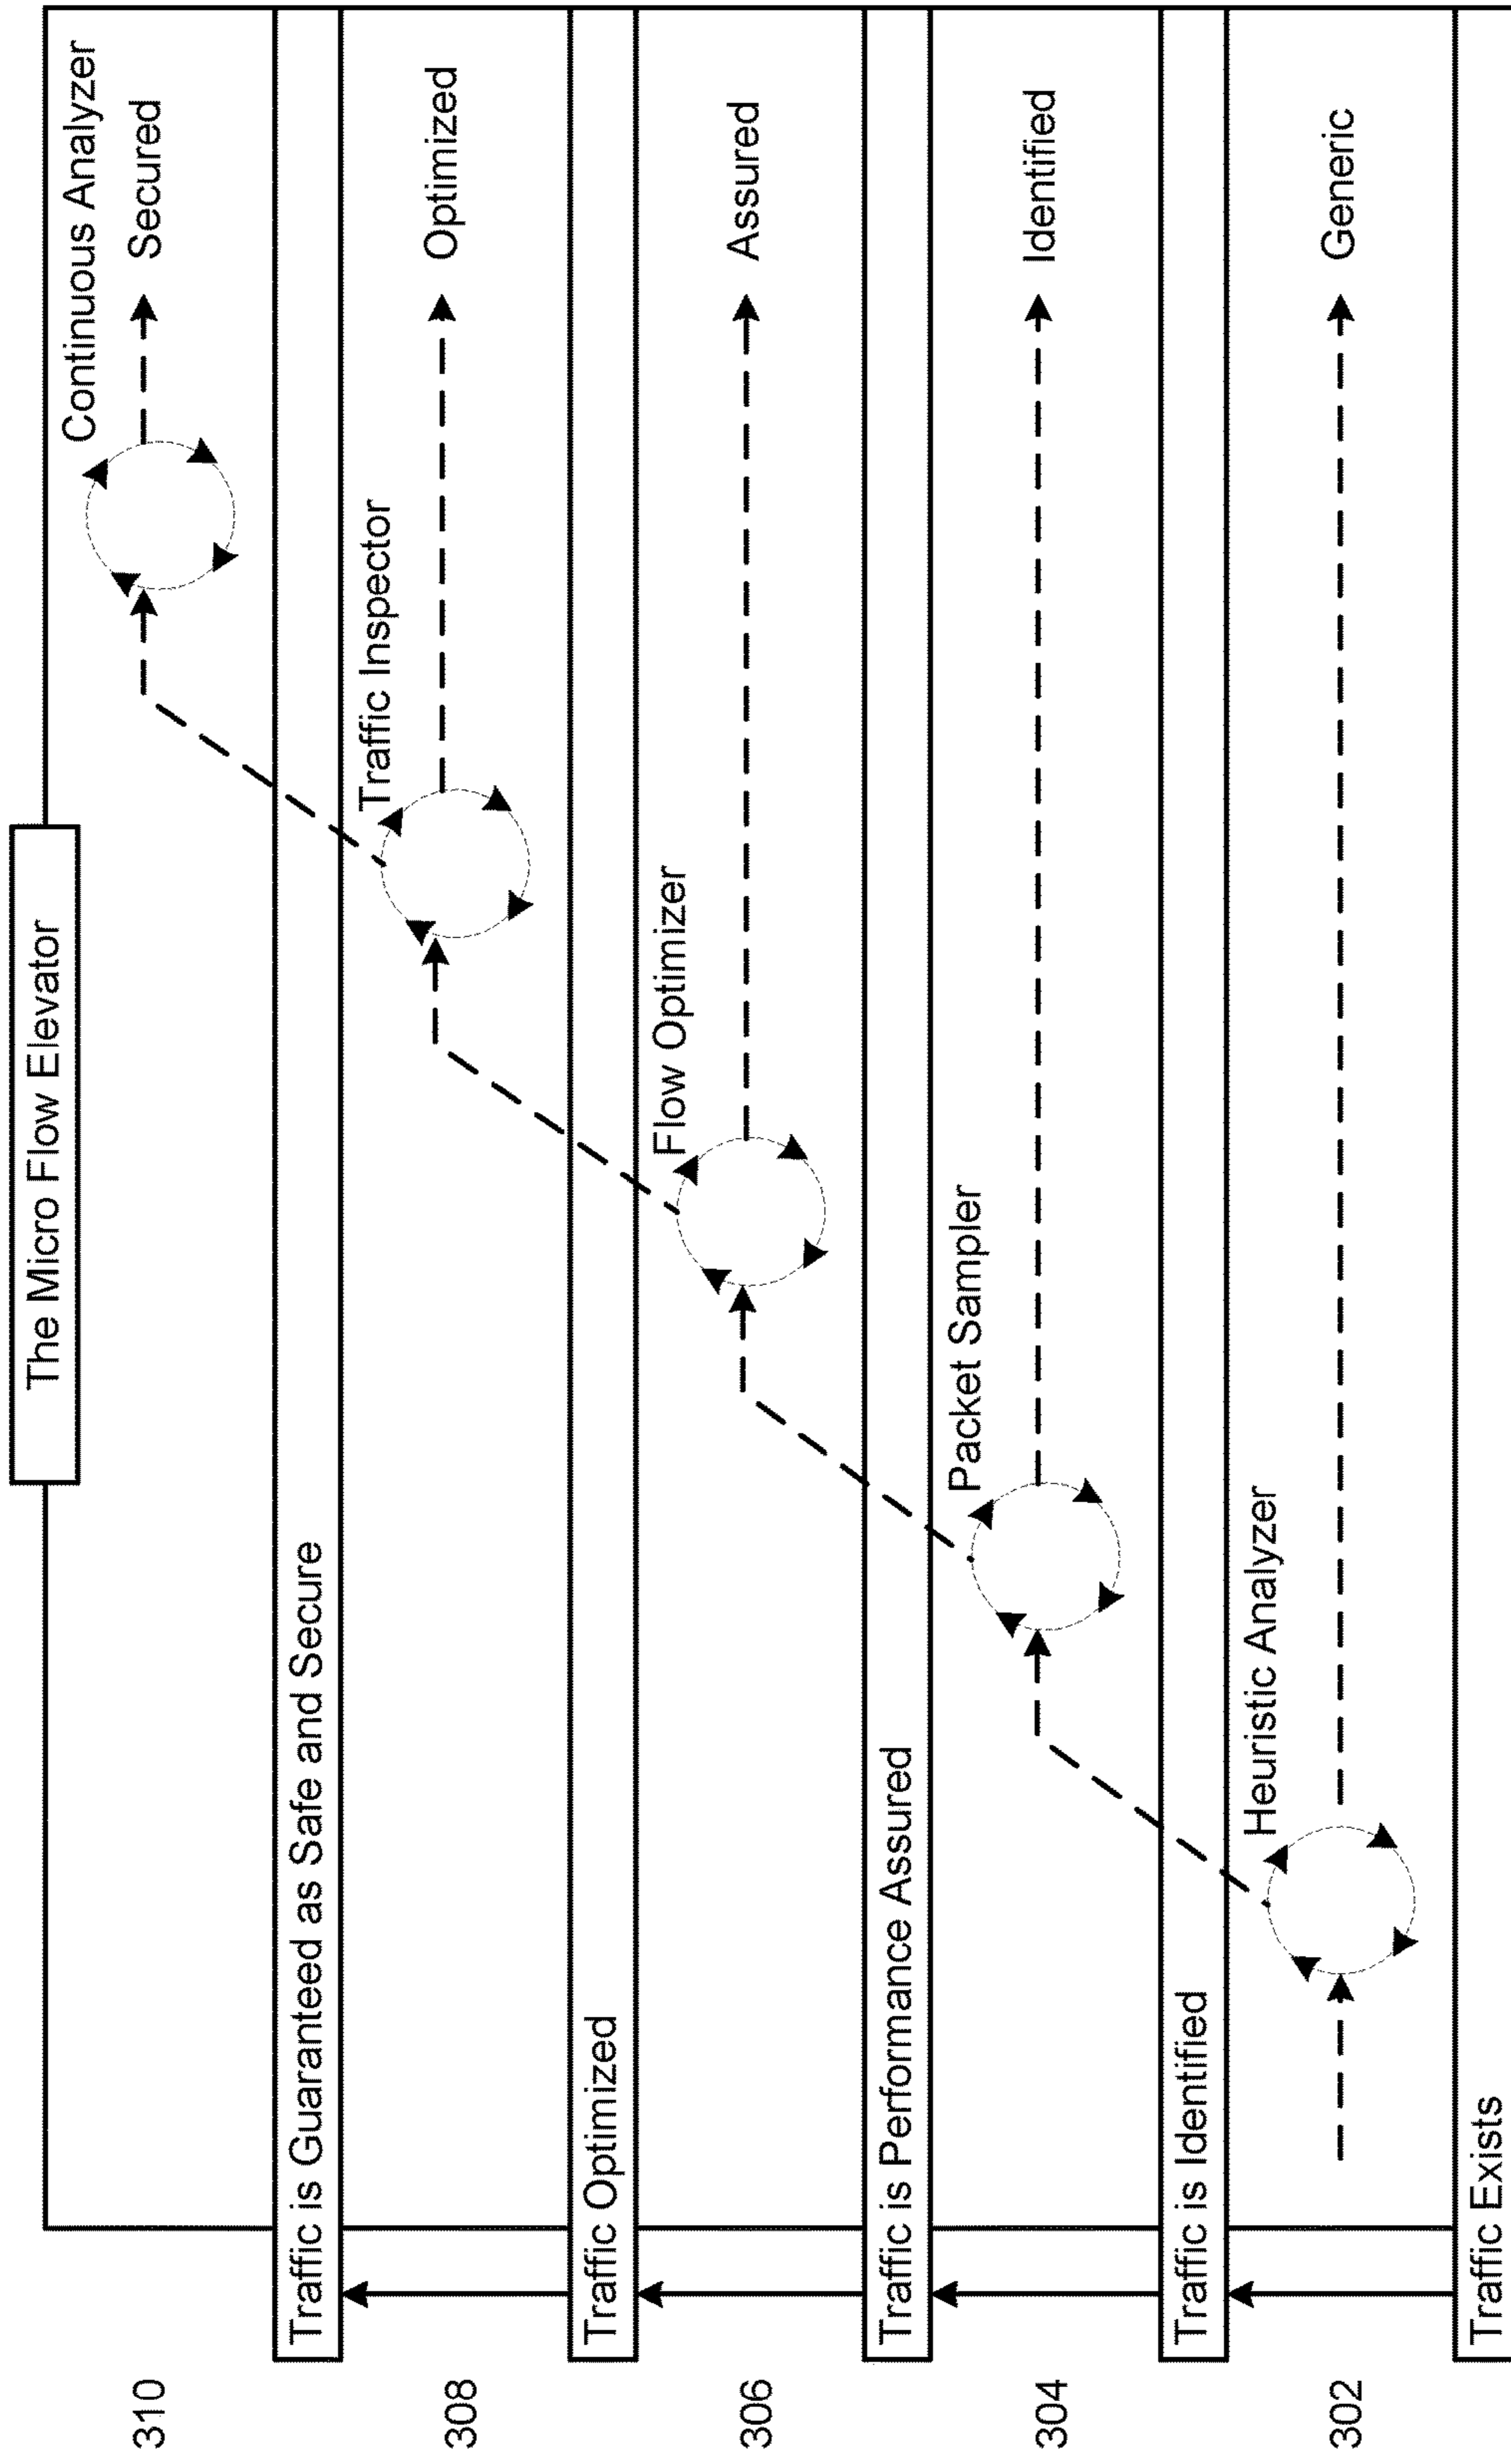 The Micro Flow Elevator
310
Continuous Analyzer
Secured
Traffic is Guaranteed as Safe and Secure
308
Traffic Inspector
Optimized
Traffic Optimized
306
Flow Optimizer
Assured
Traffic is Performance Assured
304
Packet Sampler
Identified
Traffic is Identified
302
Heuristic Analyzer
Generic
Traffic Exists